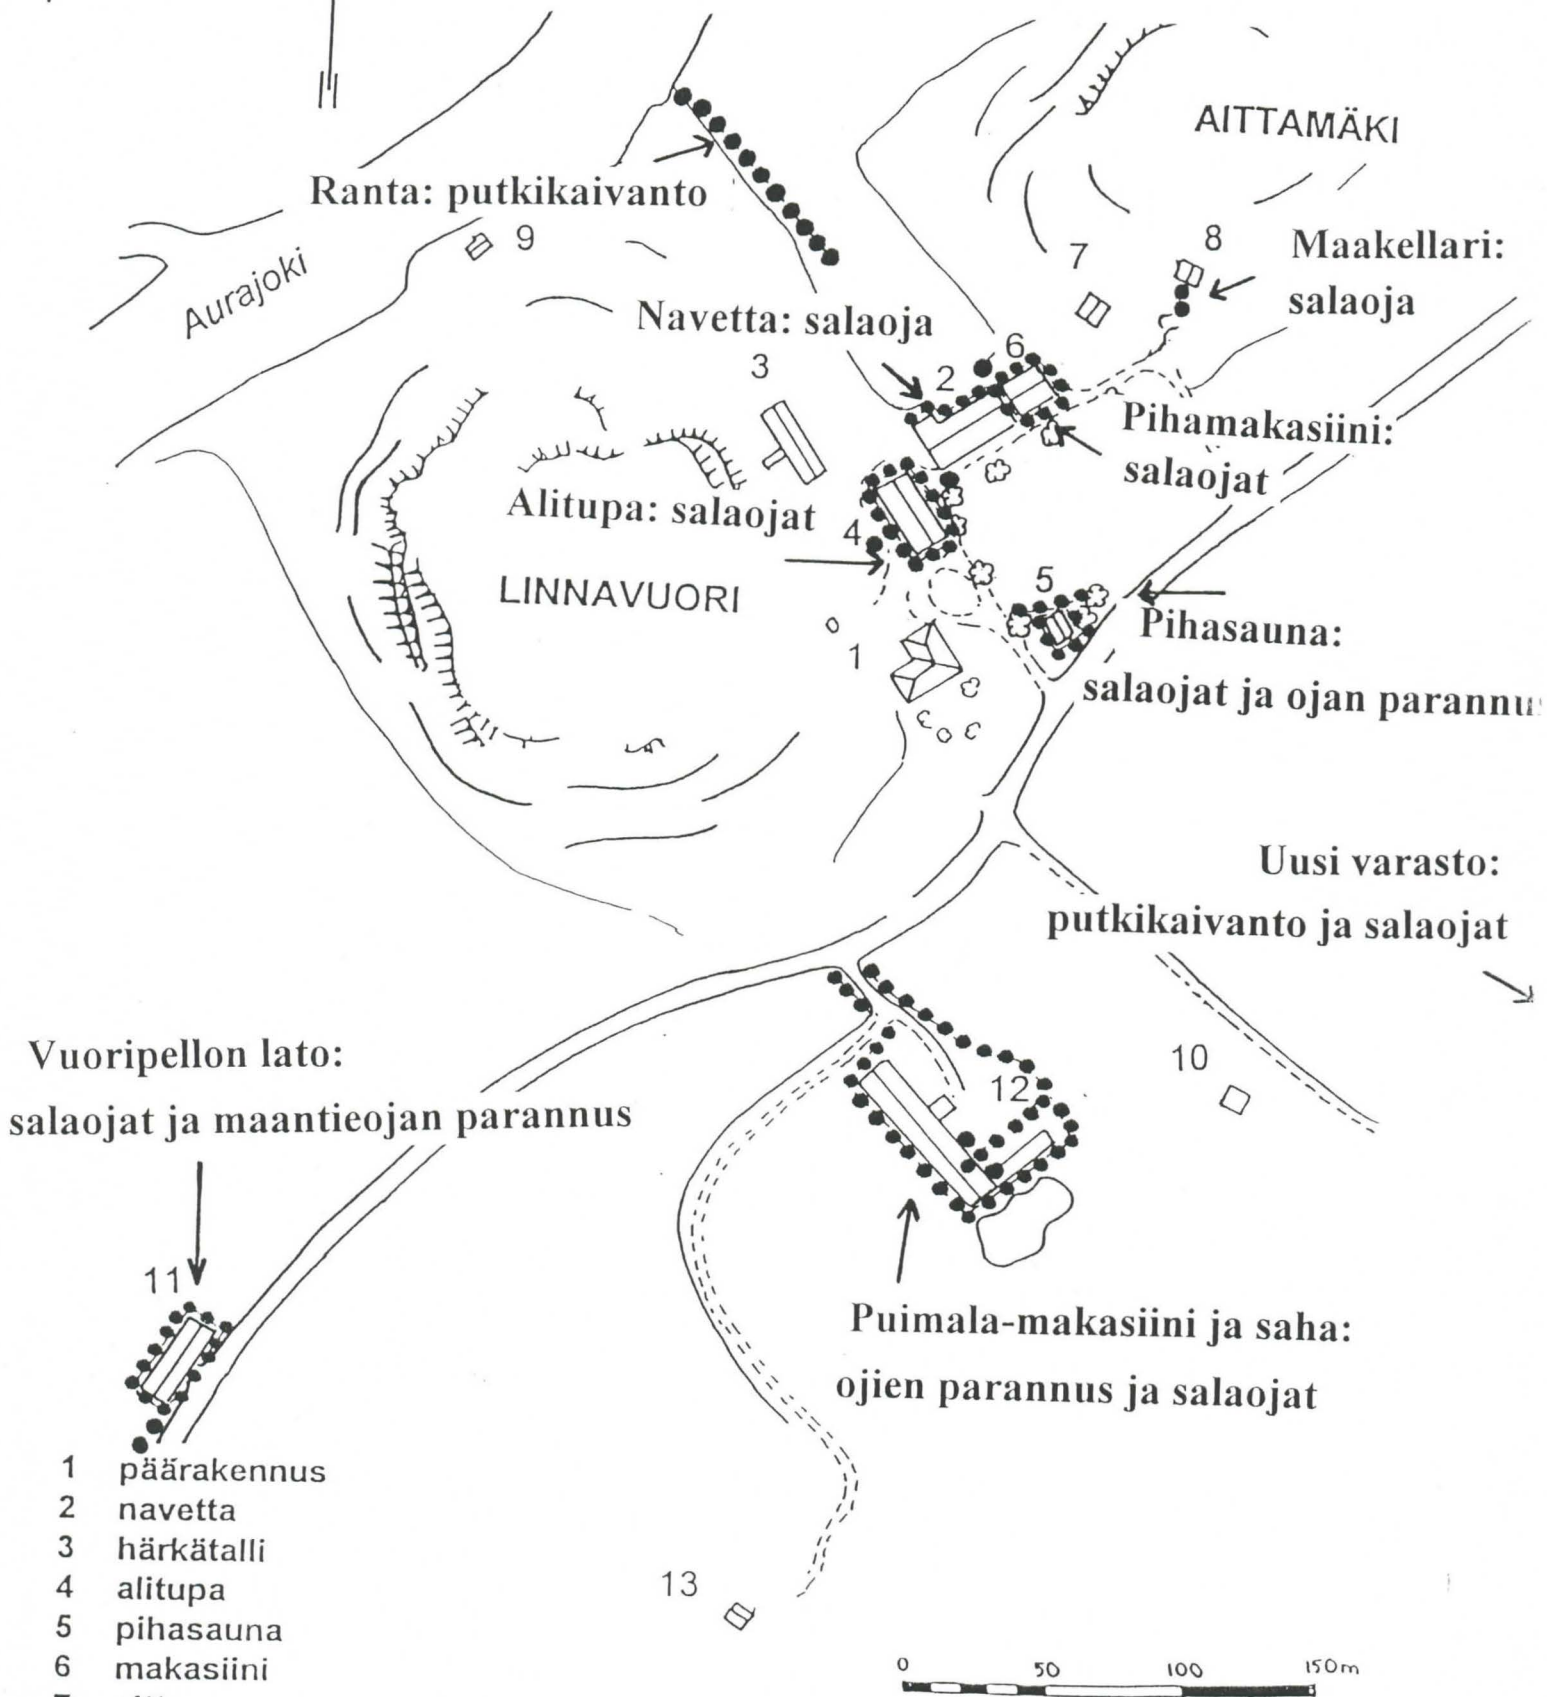 AITTAMÄKI
Ranta: putkikaivanto
9
8
7
Maakellari:
salaoja
Aurajoki
Navetta: salaoja
6
3
2
Pihamakasiini:
salaojat
Alitupa: salaojat
4
LINNAVUORI
5
1
Pihasauna:
salaojat ja ojan parannus
Uusi varasto:
putkikaivanto ja salaojat
Vuoripellon lato:
salaojat ja maantieojan parannus
10
12
11
Puimala-makasiini ja saha:
ojien parannus ja salaojat
13
1 päärakennus
2 navetta
3 härkätalli
4 alitupa
5 pihasauna
6 makasiini
0 50 100 150m